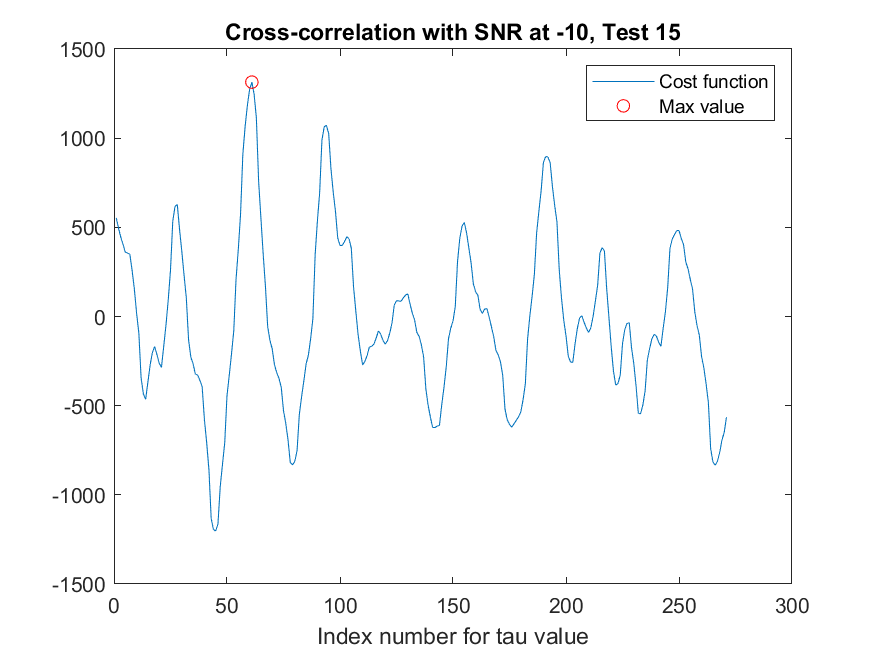 Cross-correlation with SNR at -10, Test 15
1500
1000
500
0
-500
-1000
-1500
0 50 100 150 200 250 300
Index number for tau value
Cost function
Max value